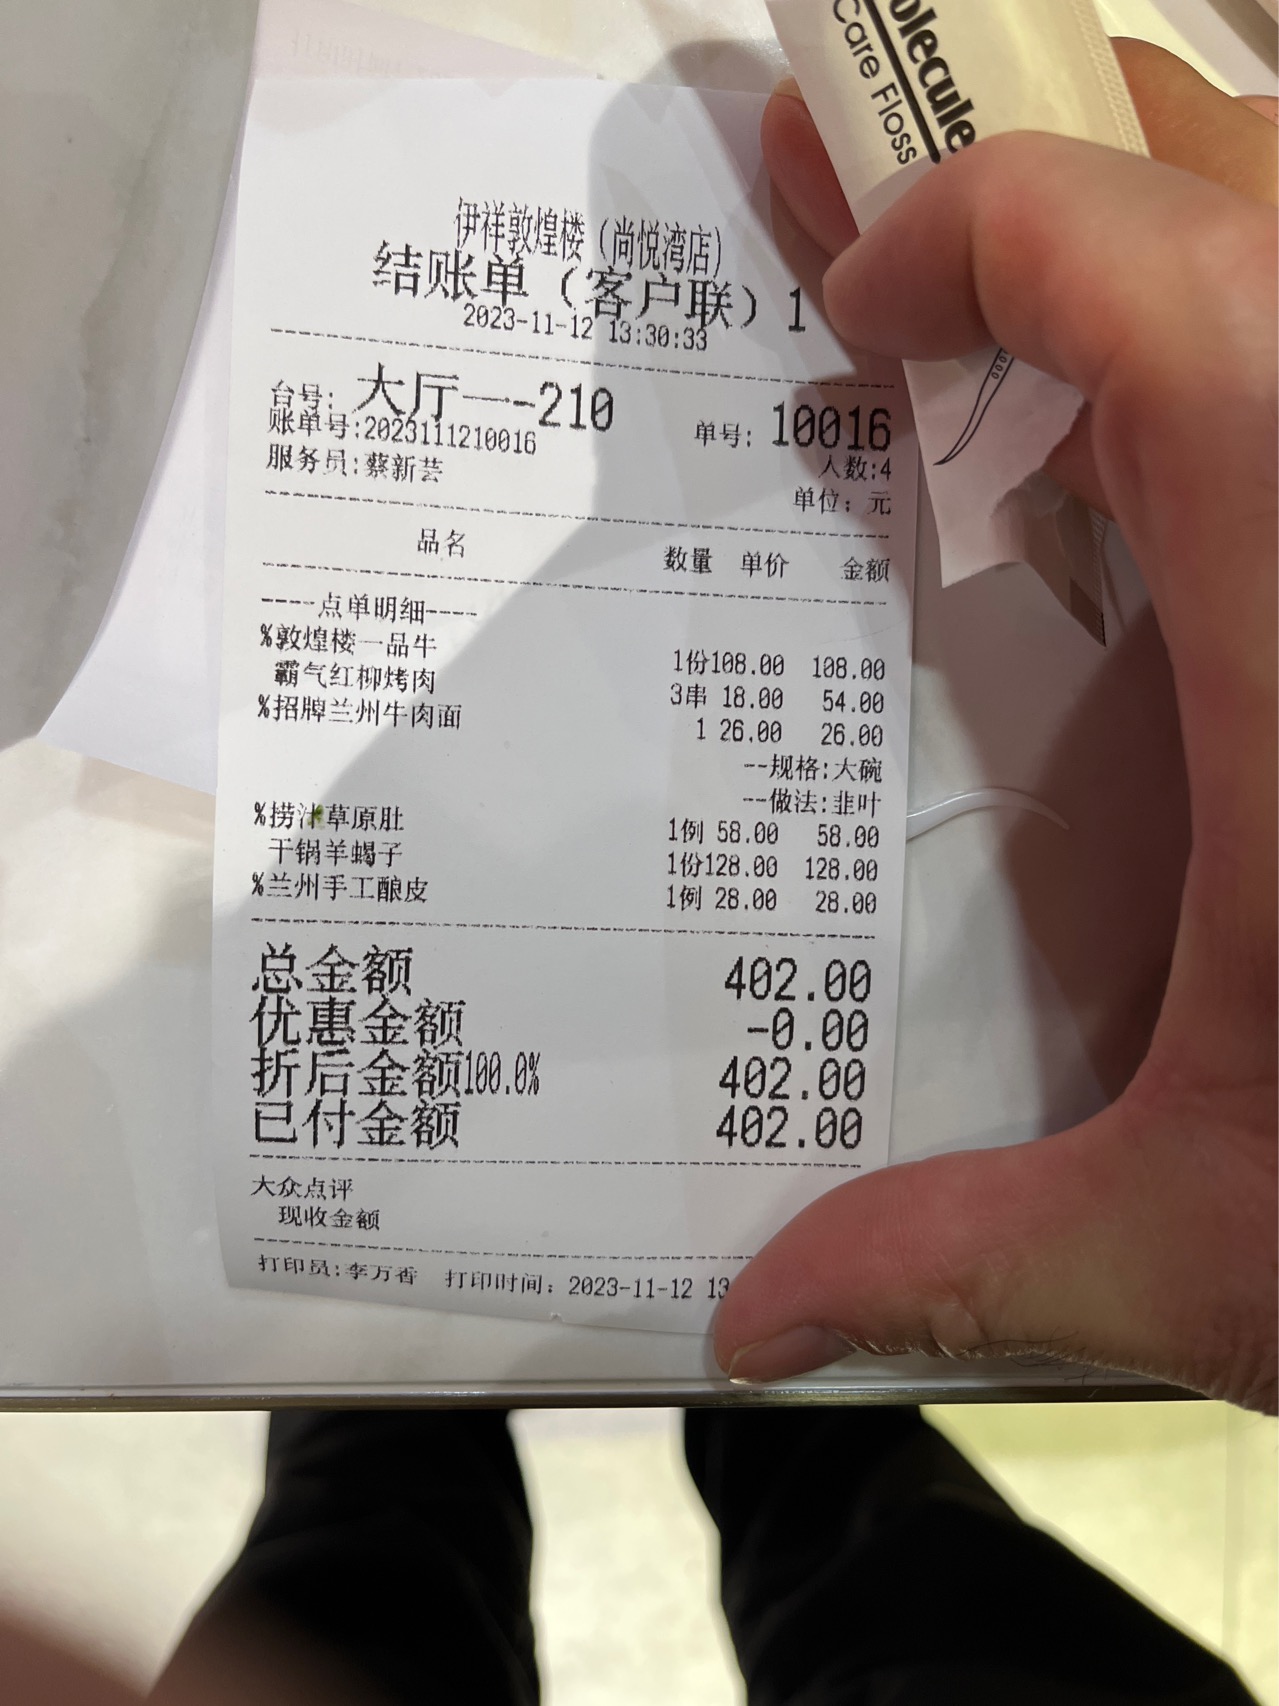 olecule
Care Floss
伊祥敦煌楼（尚悦湾店）
结账单（客户联）1
2023-11-12 13:30:33
台号：大厅一--210 单号：10016
账单号:2023111210016 人数:4
服务员:蔡新芸 单位：元
品名 数量 单价 金额
----点单明细----
%敦煌楼一品牛 1份108.00 108.00
霸气红柳烤肉 3串 18.00 54.00
%招牌兰州牛肉面 1 26.00 26.00
--规格:大碗
--做法:韭叶
%捞汁草原肚 1例 58.00 58.00
干锅羊蝎子 1份128.00 128.00
%兰州手工酿皮 1例 28.00 28.00
总金额 402.00
优惠金额 -0.00
折后金额100.0% 402.00
已付金额 402.00
大众点评
现收金额
打印员:李万香 打印时间：2023-11-12 13